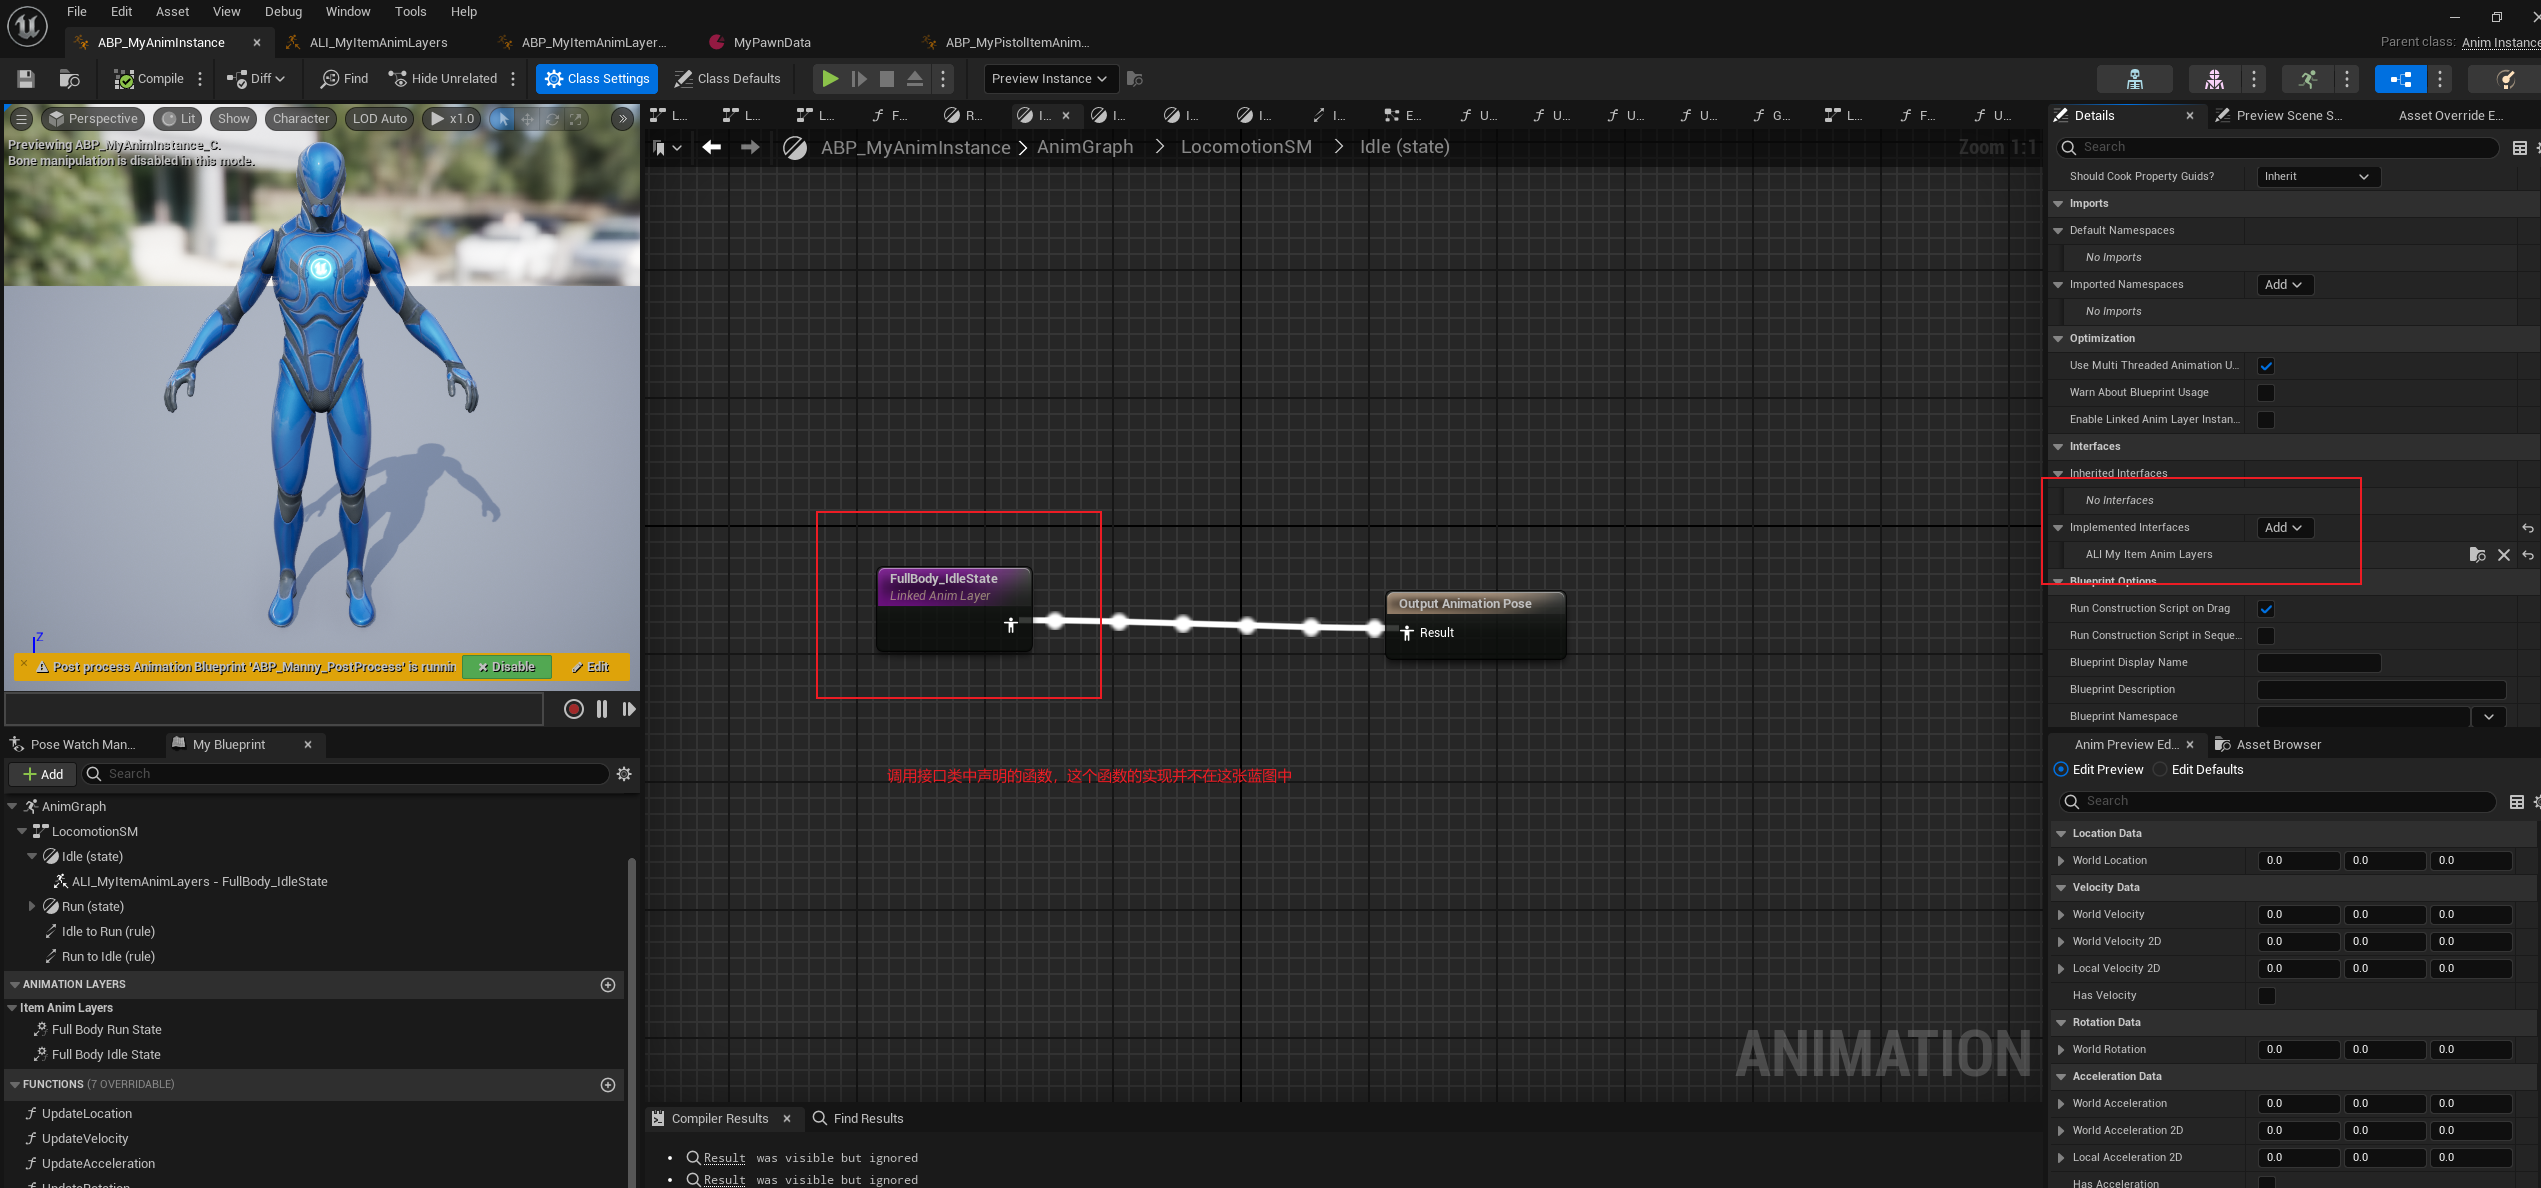 File Edit Asset View Debug Window Tools Help
ABP_MyAnimInstance ALI_MyItemAnimLayers ABP_MyItemAnimLayer... MyPawnData ABP_MyPistolItemAnim...
Parent class: Anim Instance
Compile Diff Find Hide Unrelated Class Settings Class Defaults Preview Instance
Perspective Lit Show Character LOD Auto x1.0
Previewing ABP_MyAnimInstance_C.
Bone manipulation is disabled in this mode.
Z
Post process Animation Blueprint 'ABP_Manny_PostProcess' is runnin Disable Edit
Pose Watch Man... My Blueprint
Add Search
AnimGraph
LocomotionSM
Idle (state)
ALI_MyItemAnimLayers - FullBody_IdleState
Run (state)
Idle to Run (rule)
Run to Idle (rule)
ANIMATION LAYERS
Item Anim Layers
Full Body Run State
Full Body Idle State
FUNCTIONS (7 OVERRIDABLE)
UpdateLocation
UpdateVelocity
UpdateAcceleration
UpdateRotation
L... L... L... F... R... I... I... I... I... I... E... U... U... U... U... G... L... F... U...
ABP_MyAnimInstance > AnimGraph > LocomotionSM > Idle (state)
Zoom 1:1
FullBody_IdleState
Linked Anim Layer
Output Animation Pose
Result
调用接口类中声明的函数，这个函数的实现并不在这张蓝图中
ANIMATION
Compiler Results Find Results
Result was visible but ignored
Result was visible but ignored
Details Preview Scene S... Asset Override E...
Search
Should Cook Property Guids? Inherit
Imports
Default Namespaces
No Imports
Imported Namespaces Add
No Imports
Optimization
Use Multi Threaded Animation U...
Warn About Blueprint Usage
Enable Linked Anim Layer Instan...
Interfaces
Inherited Interfaces
No Interfaces
Implemented Interfaces Add
ALI My Item Anim Layers
Blueprint Options
Run Construction Script on Drag
Run Construction Script in Seque...
Blueprint Display Name
Blueprint Description
Blueprint Namespace
Anim Preview Ed... Asset Browser
Edit Preview Edit Defaults
Search
Location Data
World Location 0.0 0.0 0.0
Velocity Data
World Velocity 0.0 0.0 0.0
World Velocity 2D 0.0 0.0 0.0
Local Velocity 2D 0.0 0.0 0.0
Has Velocity
Rotation Data
World Rotation 0.0 0.0 0.0
Acceleration Data
World Acceleration 0.0 0.0 0.0
World Acceleration 2D 0.0 0.0 0.0
Local Acceleration 2D 0.0 0.0 0.0
Has Acceleration